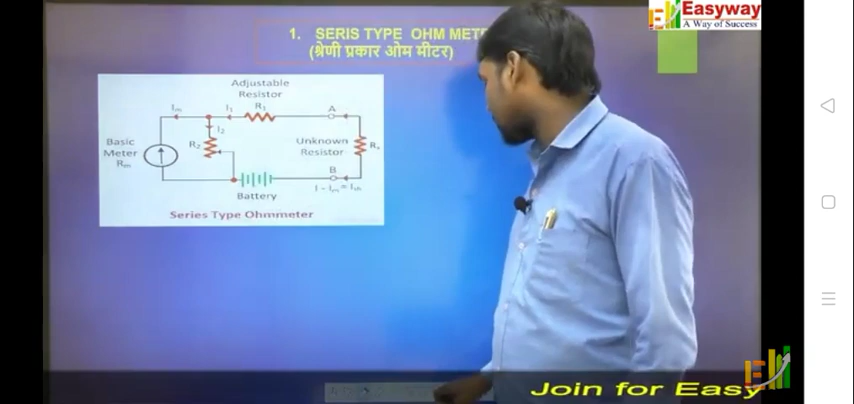 1. SERIS TYPE OHM METE
(श्रेणी प्रकार ओम मीटर)
Easyway
A Way of Success
Adjustable
Resistor
Im
I1
R1
A
I2
R2
Basic
Meter
Rm
Unknown
Resistor
Rx
B
I - Im = Ish
Battery
Series Type Ohmmeter
Join for Easy